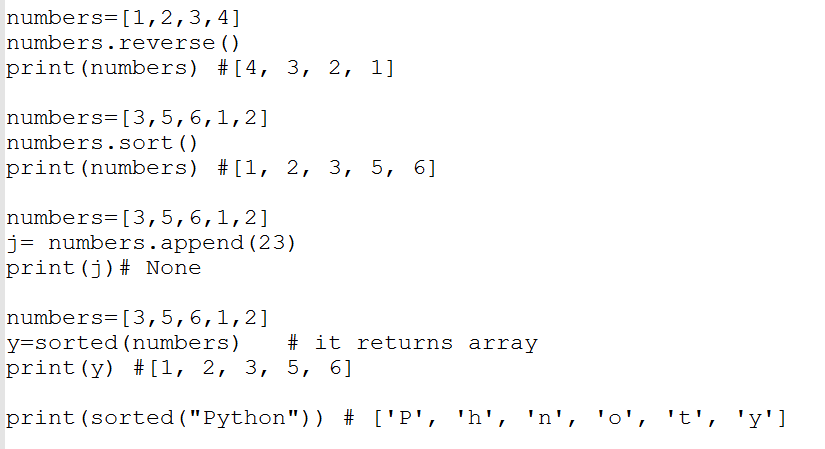 numbers=[1,2,3,4]
numbers.reverse()
print(numbers) #[4, 3, 2, 1]
numbers=[3,5,6,1,2]
numbers.sort()
print(numbers) #[1, 2, 3, 5, 6]
numbers=[3,5,6,1,2]
j= numbers.append(23)
print(j)# None
numbers=[3,5,6,1,2]
y=sorted(numbers)   # it returns array
print(y) #[1, 2, 3, 5, 6]
print(sorted("Python")) # ['P', 'h', 'n', 'o', 't', 'y']